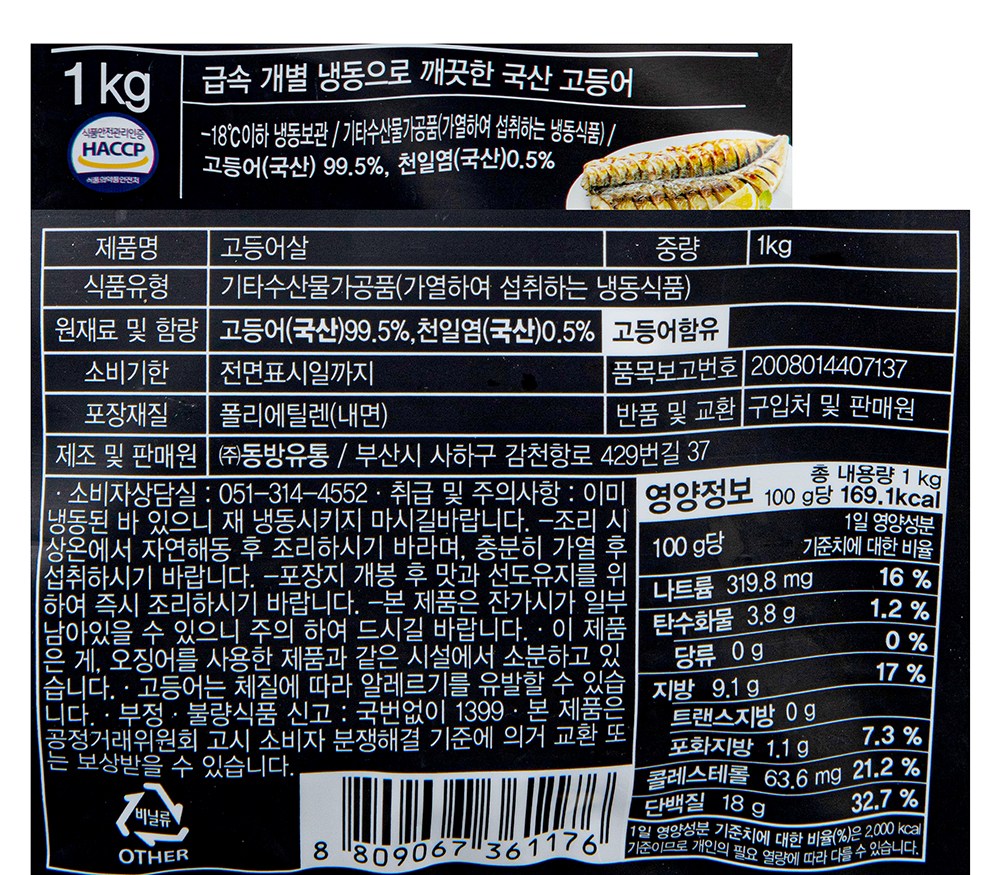 1 kg
급속 개별 냉동으로 깨끗한 국산 고등어
식품안전관리인증
HACCP
식품의약품안전처
-18℃이하 냉동보관 / 기타수산물가공품(가열하여 섭취하는 냉동식품) /
고등어(국산) 99.5%, 천일염(국산)0.5%
제품명 고등어살 중량 1kg
식품유형 기타수산물가공품(가열하여 섭취하는 냉동식품)
원재료 및 함량 고등어(국산)99.5%,천일염(국산)0.5% 고등어함유
소비기한 전면표시일까지 품목보고번호 2008014407137
포장재질 폴리에틸렌(내면) 반품 및 교환 구입처 및 판매원
제조 및 판매원 ㈜동방유통 / 부산시 사하구 감천항로 429번길 37
· 소비자상담실 : 051-314-4552 · 취급 및 주의사항 : 이미
냉동된 바 있으니 재 냉동시키지 마시길바랍니다. -조리 시
상온에서 자연해동 후 조리하시기 바라며, 충분히 가열 후
섭취하시기 바랍니다. -포장지 개봉 후 맛과 선도유지를 위
하여 즉시 조리하시기 바랍니다. -본 제품은 잔가시가 일부
남아있을 수 있으니 주의 하여 드시길 바랍니다. · 이 제품
은 게, 오징어를 사용한 제품과 같은 시설에서 소분하고 있
습니다. · 고등어는 체질에 따라 알레르기를 유발할 수 있습
니다. · 부정 · 불량식품 신고 : 국번없이 1399 · 본 제품은
공정거래위원회 고시 소비자 분쟁해결 기준에 의거 교환 또
는 보상받을 수 있습니다.
비닐류
OTHER
8 809067 361176
영양정보 총 내용량 1 kg
100 g당 169.1kcal
100 g당 1일 영양성분
기준치에 대한 비율
나트륨 319.8 mg 16 %
탄수화물 3.8 g 1.2 %
당류 0 g 0 %
지방 9.1 g 17 %
트랜스지방 0 g
포화지방 1.1 g 7.3 %
콜레스테롤 63.6 mg 21.2 %
단백질 18 g 32.7 %
1일 영양성분 기준치에 대한 비율(%)은 2,000 kcal
기준이므로 개인의 필요 열량에 따라 다를 수 있습니다.